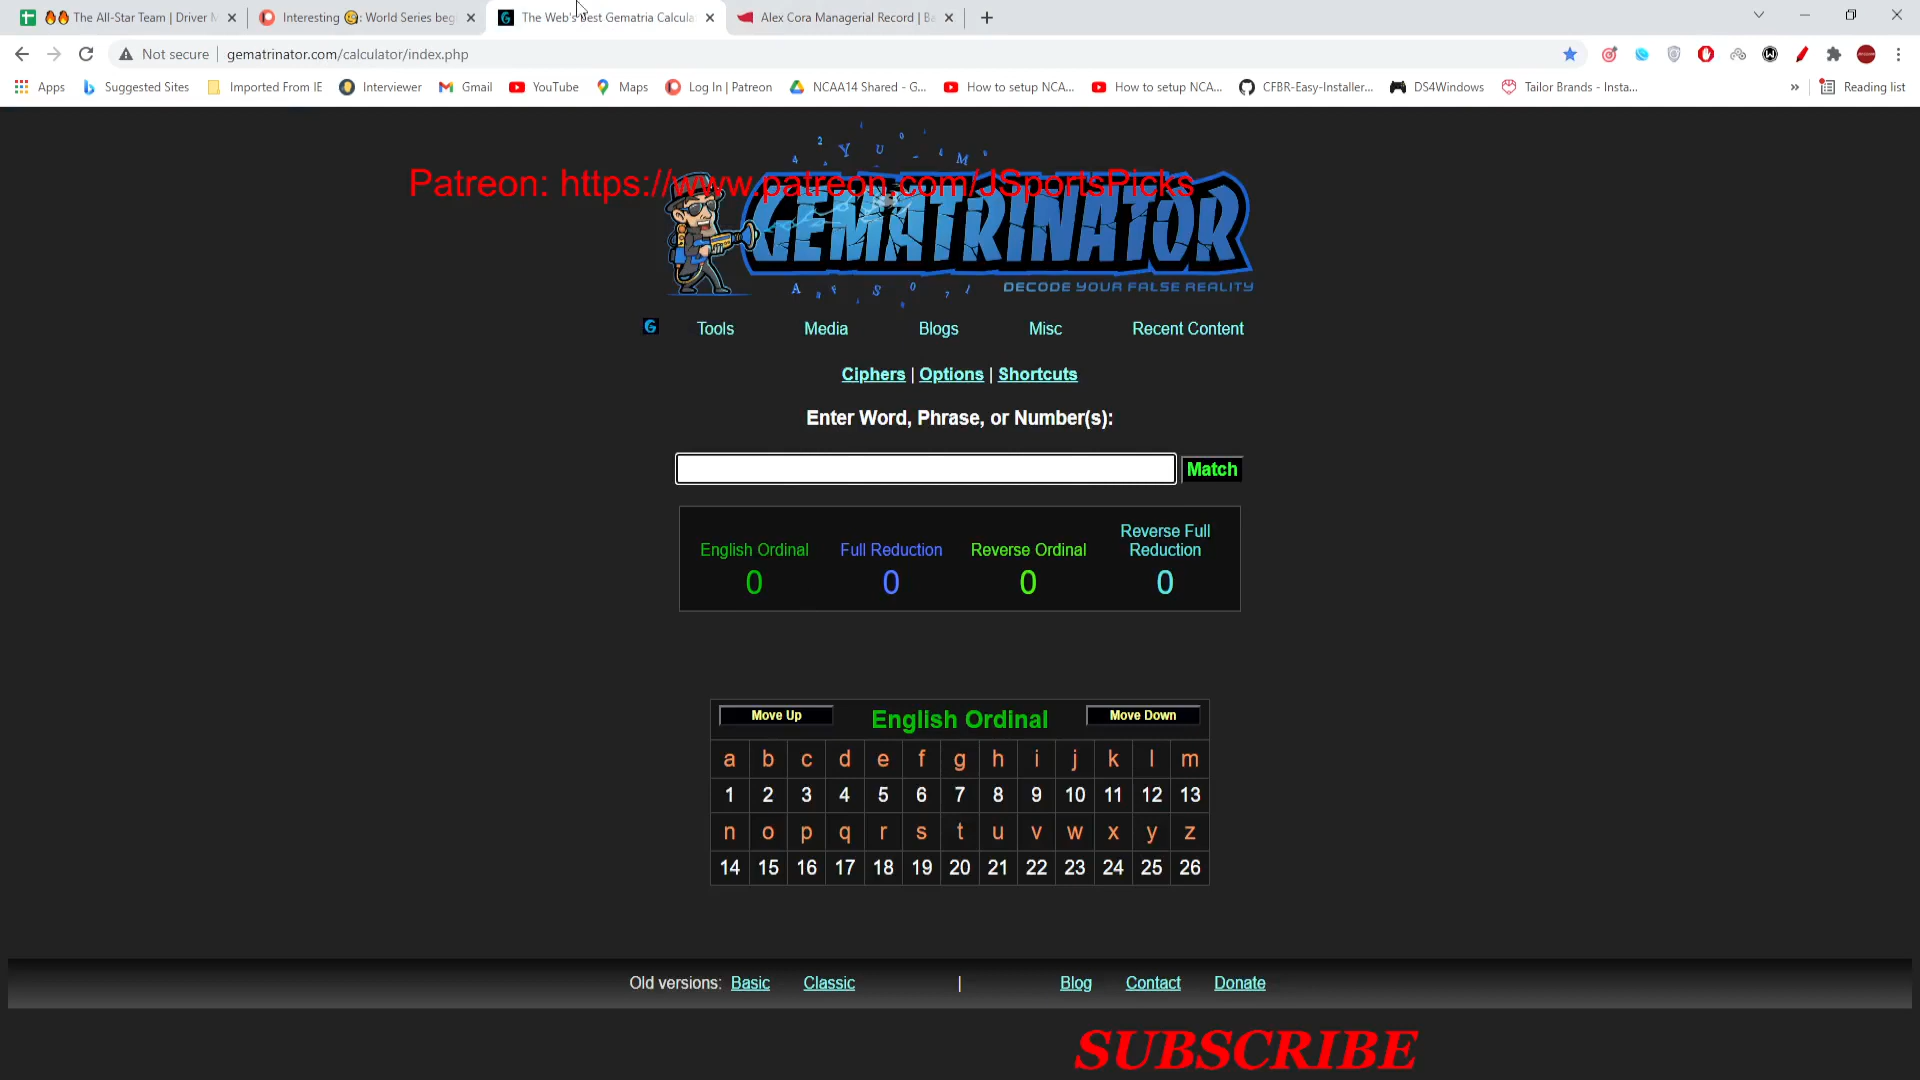 The All-Star Team | Driver M
Interesting : World Series beg
The Web's Best Gematria Calcula
Alex Cora Managerial Record | Ba
Not secure
gematrinator.com/calculator/index.php
Apps
Suggested Sites
Imported From IE
Interviewer
Gmail
YouTube
Maps
Log In | Patreon
NCAA14 Shared - G...
How to setup NCA...
How to setup NCA...
CFBR-Easy-Installer...
DS4Windows
Tailor Brands - Insta...
»
Reading list
Patreon: https://www.patreon.com/JSportsPicks
GEMATRINATOR
DECODE YOUR FALSE REALITY
Tools Media Blogs Misc Recent Content
Ciphers | Options | Shortcuts
Enter Word, Phrase, or Number(s):
Match
English Ordinal
0
Full Reduction
0
Reverse Ordinal
0
Reverse Full
Reduction
0
Move Up English Ordinal Move Down
a b c d e f g h i j k l m
1 2 3 4 5 6 7 8 9 10 11 12 13
n o p q r s t u v w x y z
14 15 16 17 18 19 20 21 22 23 24 25 26
Old versions: Basic Classic | Blog Contact Donate
SUBSCRIBE